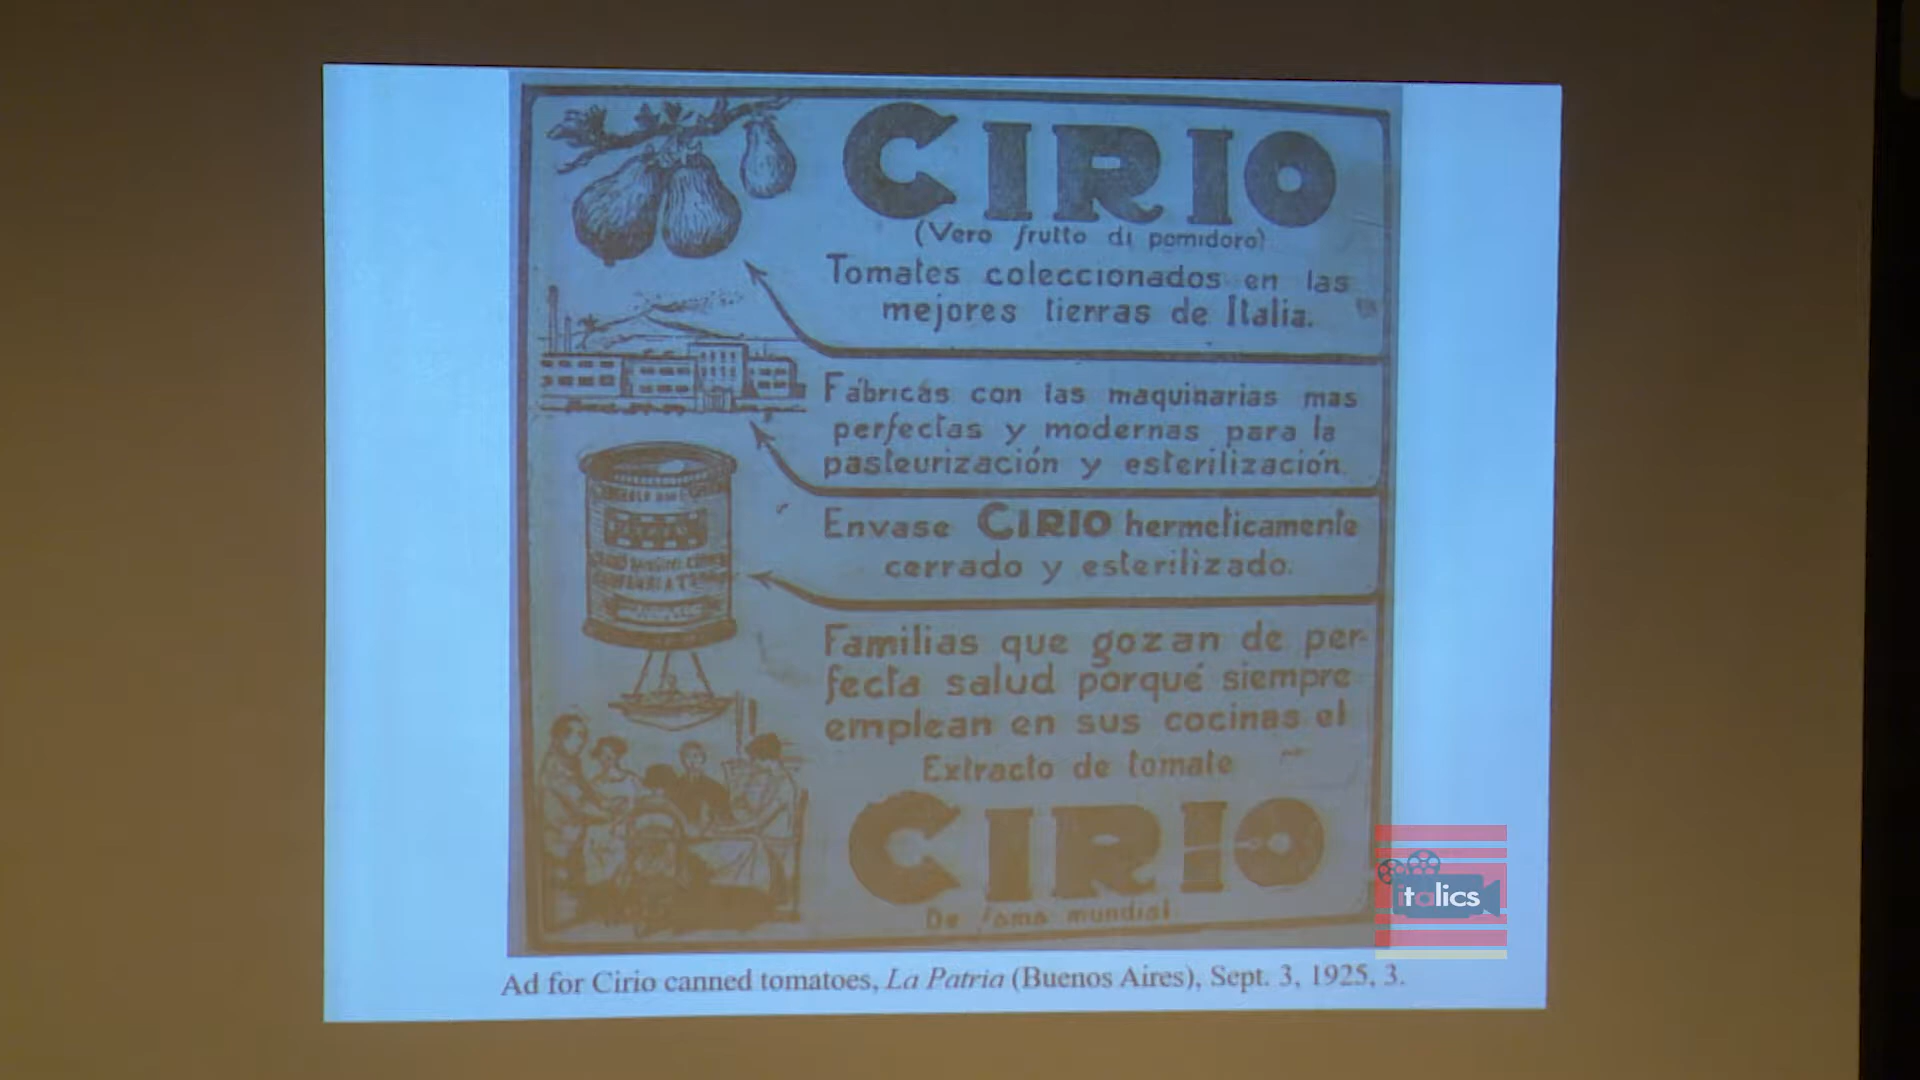 CIRIO
(Vero frutto di pomidoro)
Tomates coleccionados en las
mejores tierras de Italia.
Fábricas con las maquinarias mas
perfectas y modernas para la
pasteurización y esterilización.
Envase CIRIO hermeticamente
cerrado y esterilizado.
Familias que gozan de per-
fecta salud porqué siempre
emplean en sus cocinas el
Extracto de tomate
CIRIO
De fama mundial
italics
Ad for Cirio canned tomatoes, La Patria (Buenos Aires), Sept. 3, 1925, 3.